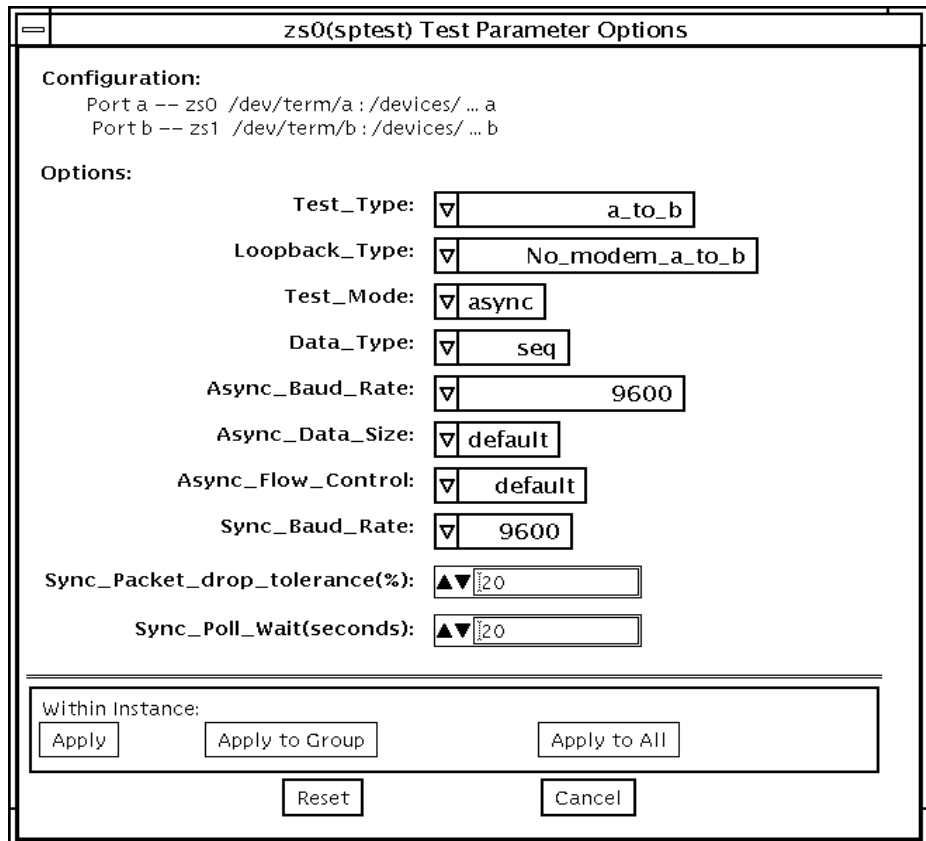 zs0(sptest) Test Parameter Options
Configuration:
Port a –– zs0 /dev/term/a : /devices/ ... a
Port b –– zs1 /dev/term/b : /devices/ ... b
Options:
Test_Type: a_to_b
Loopback_Type: No_modem_a_to_b
Test_Mode: async
Data_Type: seq
Async_Baud_Rate: 9600
Async_Data_Size: default
Async_Flow_Control: default
Sync_Baud_Rate: 9600
Sync_Packet_drop_tolerance(%): 20
Sync_Poll_Wait(seconds): 20
Within Instance:
Apply Apply to Group Apply to All
Reset Cancel